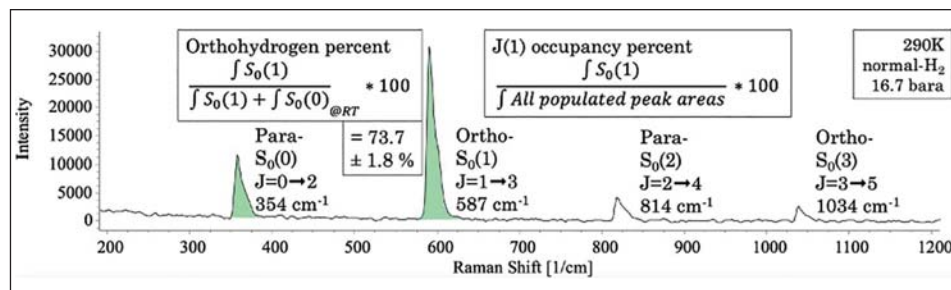 Orthohydrogen percent
∫ S₀(1)
∫ S₀(1) + ∫ S₀(0) @RT * 100
= 73.7
± 1.8 %
J(1) occupancy percent
∫ S₀(1)
∫ All populated peak areas * 100
290K
normal-H₂
16.7 bara
Intensity
30000
25000
20000
15000
10000
5000
0
Para-
S₀(0)
J=0→2
354 cm⁻¹
Ortho-
S₀(1)
J=1→3
587 cm⁻¹
Para-
S₀(2)
J=2→4
814 cm⁻¹
Ortho-
S₀(3)
J=3→5
1034 cm⁻¹
200 300 400 500 600 700 800 900 1000 1100 1200
Raman Shift [1/cm]